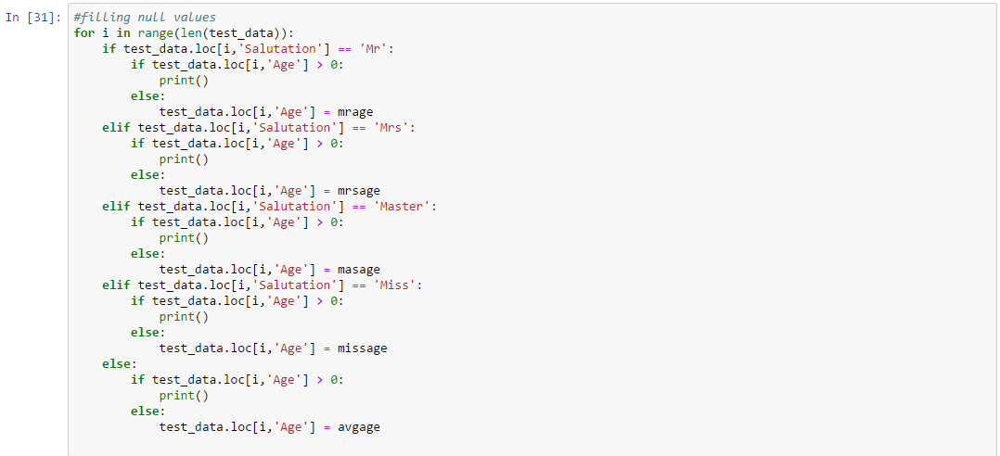 In [31]: #filling null values
for i in range(len(test_data)):
    if test_data.loc[i,'Salutation'] == 'Mr':
        if test_data.loc[i,'Age'] > 0:
            print()
        else:
            test_data.loc[i,'Age'] = mrage
    elif test_data.loc[i,'Salutation'] == 'Mrs':
        if test_data.loc[i,'Age'] > 0:
            print()
        else:
            test_data.loc[i,'Age'] = mrsage
    elif test_data.loc[i,'Salutation'] == 'Master':
        if test_data.loc[i,'Age'] > 0:
            print()
        else:
            test_data.loc[i,'Age'] = masage
    elif test_data.loc[i,'Salutation'] == 'Miss':
        if test_data.loc[i,'Age'] > 0:
            print()
        else:
            test_data.loc[i,'Age'] = missage
    else:
        if test_data.loc[i,'Age'] > 0:
            print()
        else:
            test_data.loc[i,'Age'] = avgage